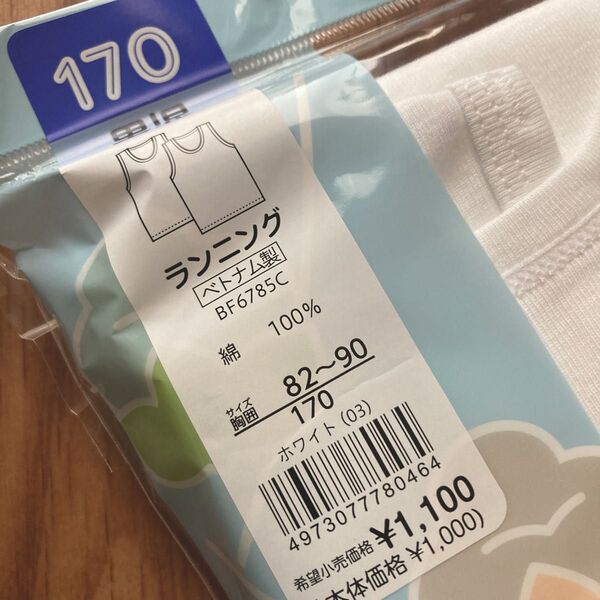 170
ランニング
ベトナム製
BF6785C
綿 100%
胸囲 82～90
サイズ 170
ホワイト (03)
4973077780464
希望小売価格 ¥1,100
本体価格 ¥1,000)